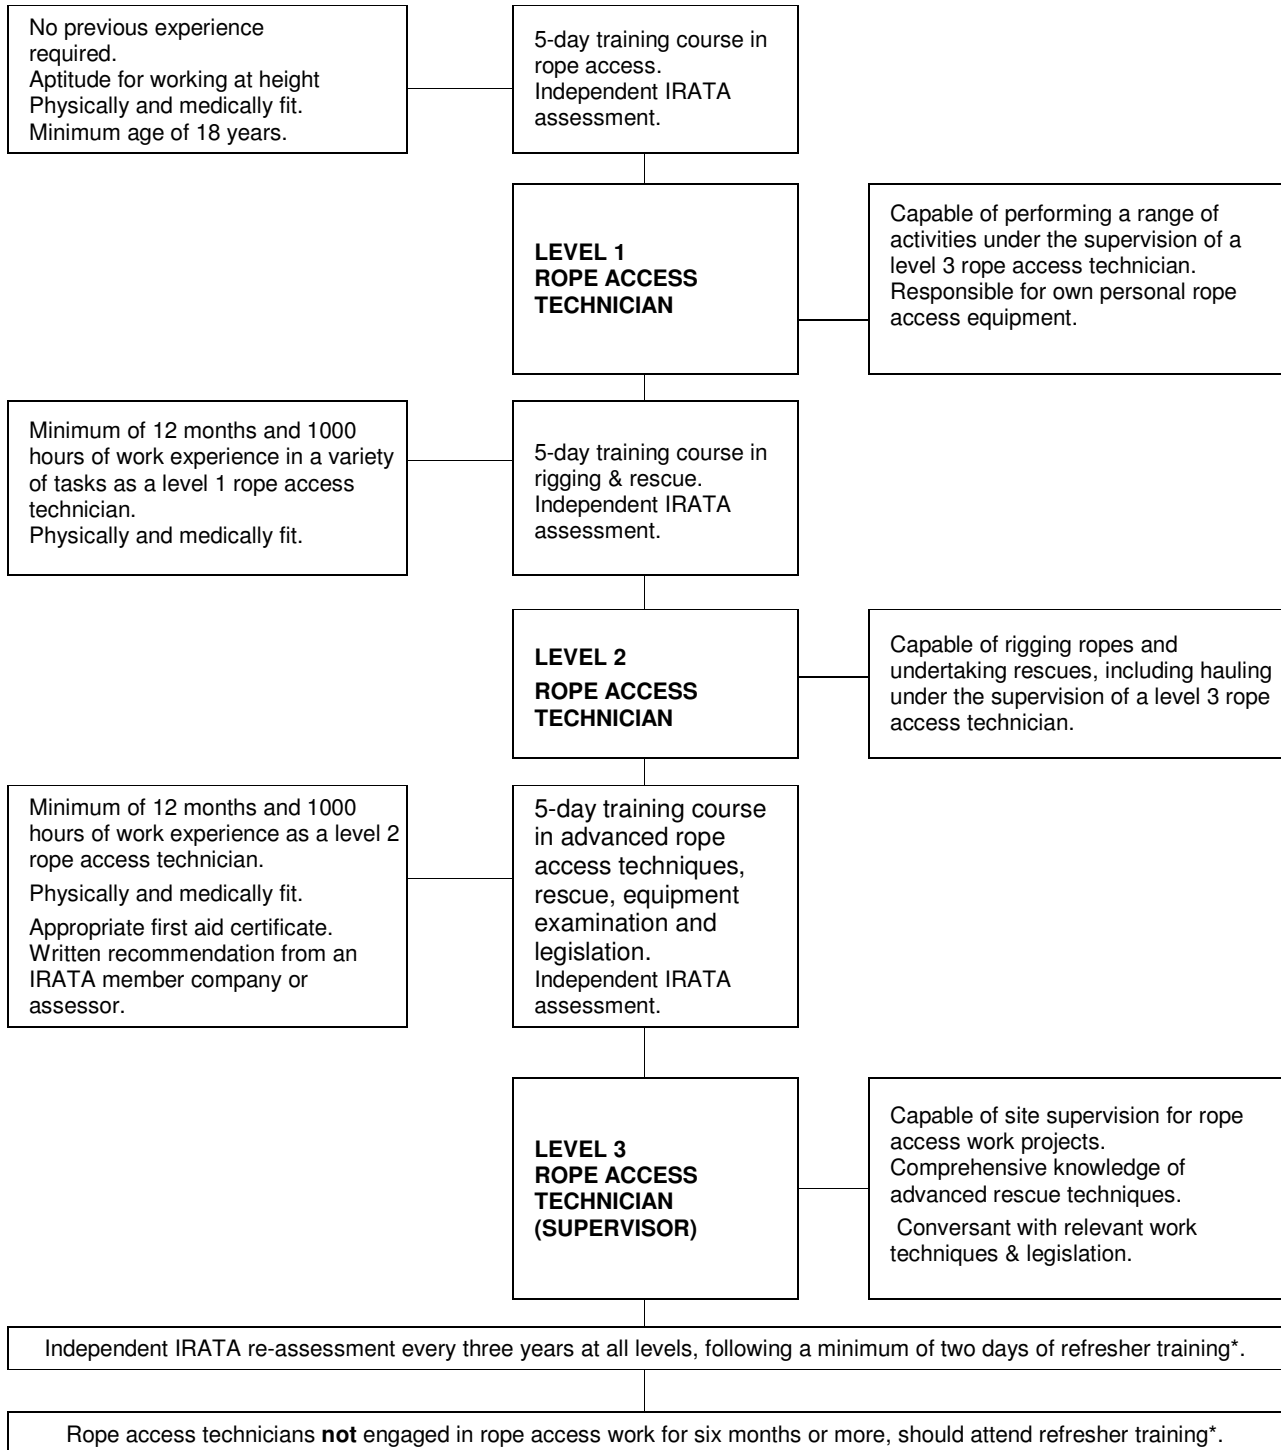 No previous experience
required.
Aptitude for working at height
Physically and medically fit.
Minimum age of 18 years.
5-day training course in
rope access.
Independent IRATA
assessment.
LEVEL 1
ROPE ACCESS
TECHNICIAN
Capable of performing a range of
activities under the supervision of a
level 3 rope access technician.
Responsible for own personal rope
access equipment.
Minimum of 12 months and 1000
hours of work experience in a variety
of tasks as a level 1 rope access
technician.
Physically and medically fit.
5-day training course in
rigging & rescue.
Independent IRATA
assessment.
LEVEL 2
ROPE ACCESS
TECHNICIAN
Capable of rigging ropes and
undertaking rescues, including hauling
under the supervision of a level 3 rope
access technician.
Minimum of 12 months and 1000
hours of work experience as a level 2
rope access technician.
Physically and medically fit.
Appropriate first aid certificate.
Written recommendation from an
IRATA member company or
assessor.
5-day training course
in advanced rope
access techniques,
rescue, equipment
examination and
legislation.
Independent IRATA
assessment.
LEVEL 3
ROPE ACCESS
TECHNICIAN
(SUPERVISOR)
Capable of site supervision for rope
access work projects.
Comprehensive knowledge of
advanced rescue techniques.
Conversant with relevant work
techniques & legislation.
Independent IRATA re-assessment every three years at all levels, following a minimum of two days of refresher training*.
Rope access technicians not engaged in rope access work for six months or more, should attend refresher training*.